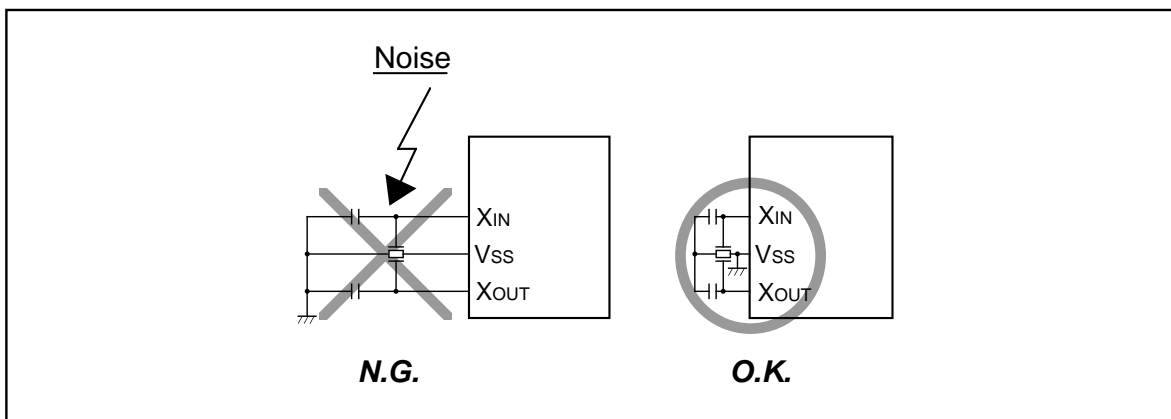 Noise
XIN
VSS
XOUT
N.G.
XIN
VSS
XOUT
O.K.